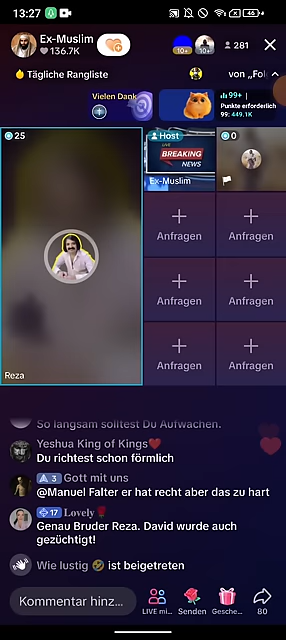 13:27
46
Ex-Muslim
136.7K
10+
10+
281
Tägliche Rangliste
von „Fol
Vielen Dank
99+
Punkte erforderlich
99: 449.1K
25
Host
LIVE
BREAKING
NEWS
Ex-Muslim
0
Anfragen
Anfragen
Anfragen
Anfragen
Anfragen
Anfragen
Reza
So langsam solltest Du Aufwachen.
Yeshua King of Kings❤️
Du richtest schon förmlich
3 Gott mit uns
@Manuel Falter er hat recht aber das zu hart
17 Lovely🌹
Genau Bruder Reza. David wurde auch
gezüchtigt!
Wie lustig 🤣 ist beigetreten
Kommentar hinz...
LIVE mi...
Senden
Gesche...
80